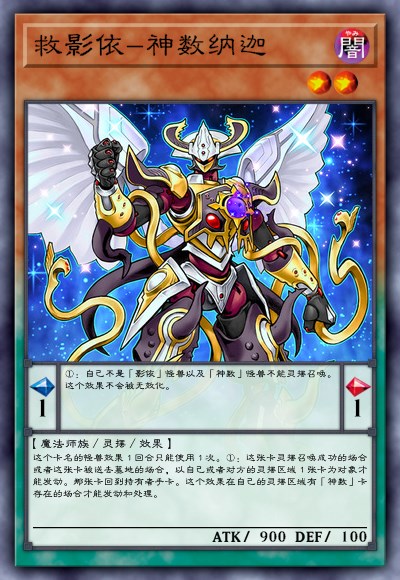 救影依-神数纳迦
やみ
闇
①：自己不是「影依」怪兽以及「神数」怪兽不能灵摆召唤。
这个效果不会被无效化。
1
1
【魔法师族／灵摆／效果】
这个卡名的怪兽效果1回合只能使用1次。①：这张卡灵摆召唤成功的场合
或者这张卡被送去墓地的场合，以自己或者对方的灵摆区域1张卡为对象才
能发动。那张卡回到持有者手卡。这个效果在自己的灵摆区域有「神数」卡
存在的场合才能发动和处理。
ATK/ 900 DEF/ 100